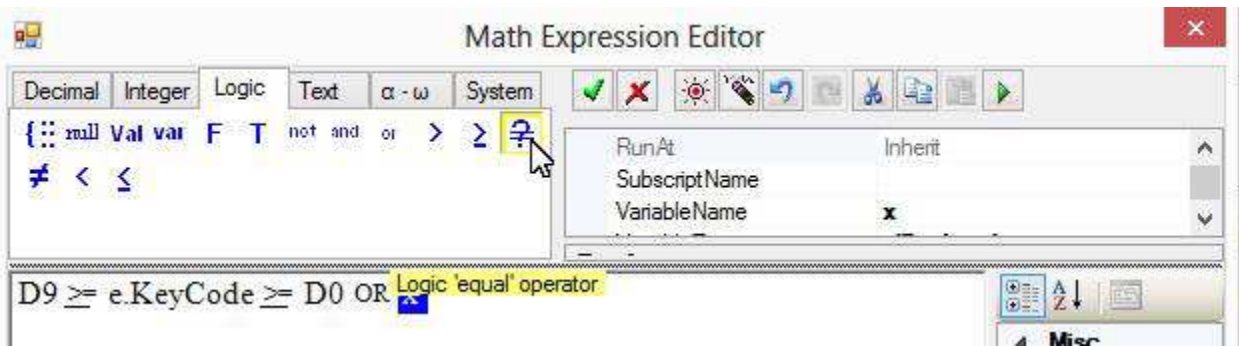 Math Expression Editor
Decimal Integer Logic Text α - ω System
null Val var F T not and or > ≥ ?
≠ < ≤
RunAt Inherit
SubscriptName
VariableName x
D9 >= e.KeyCode >= D0 OR x
Logic 'equal' operator
Misc